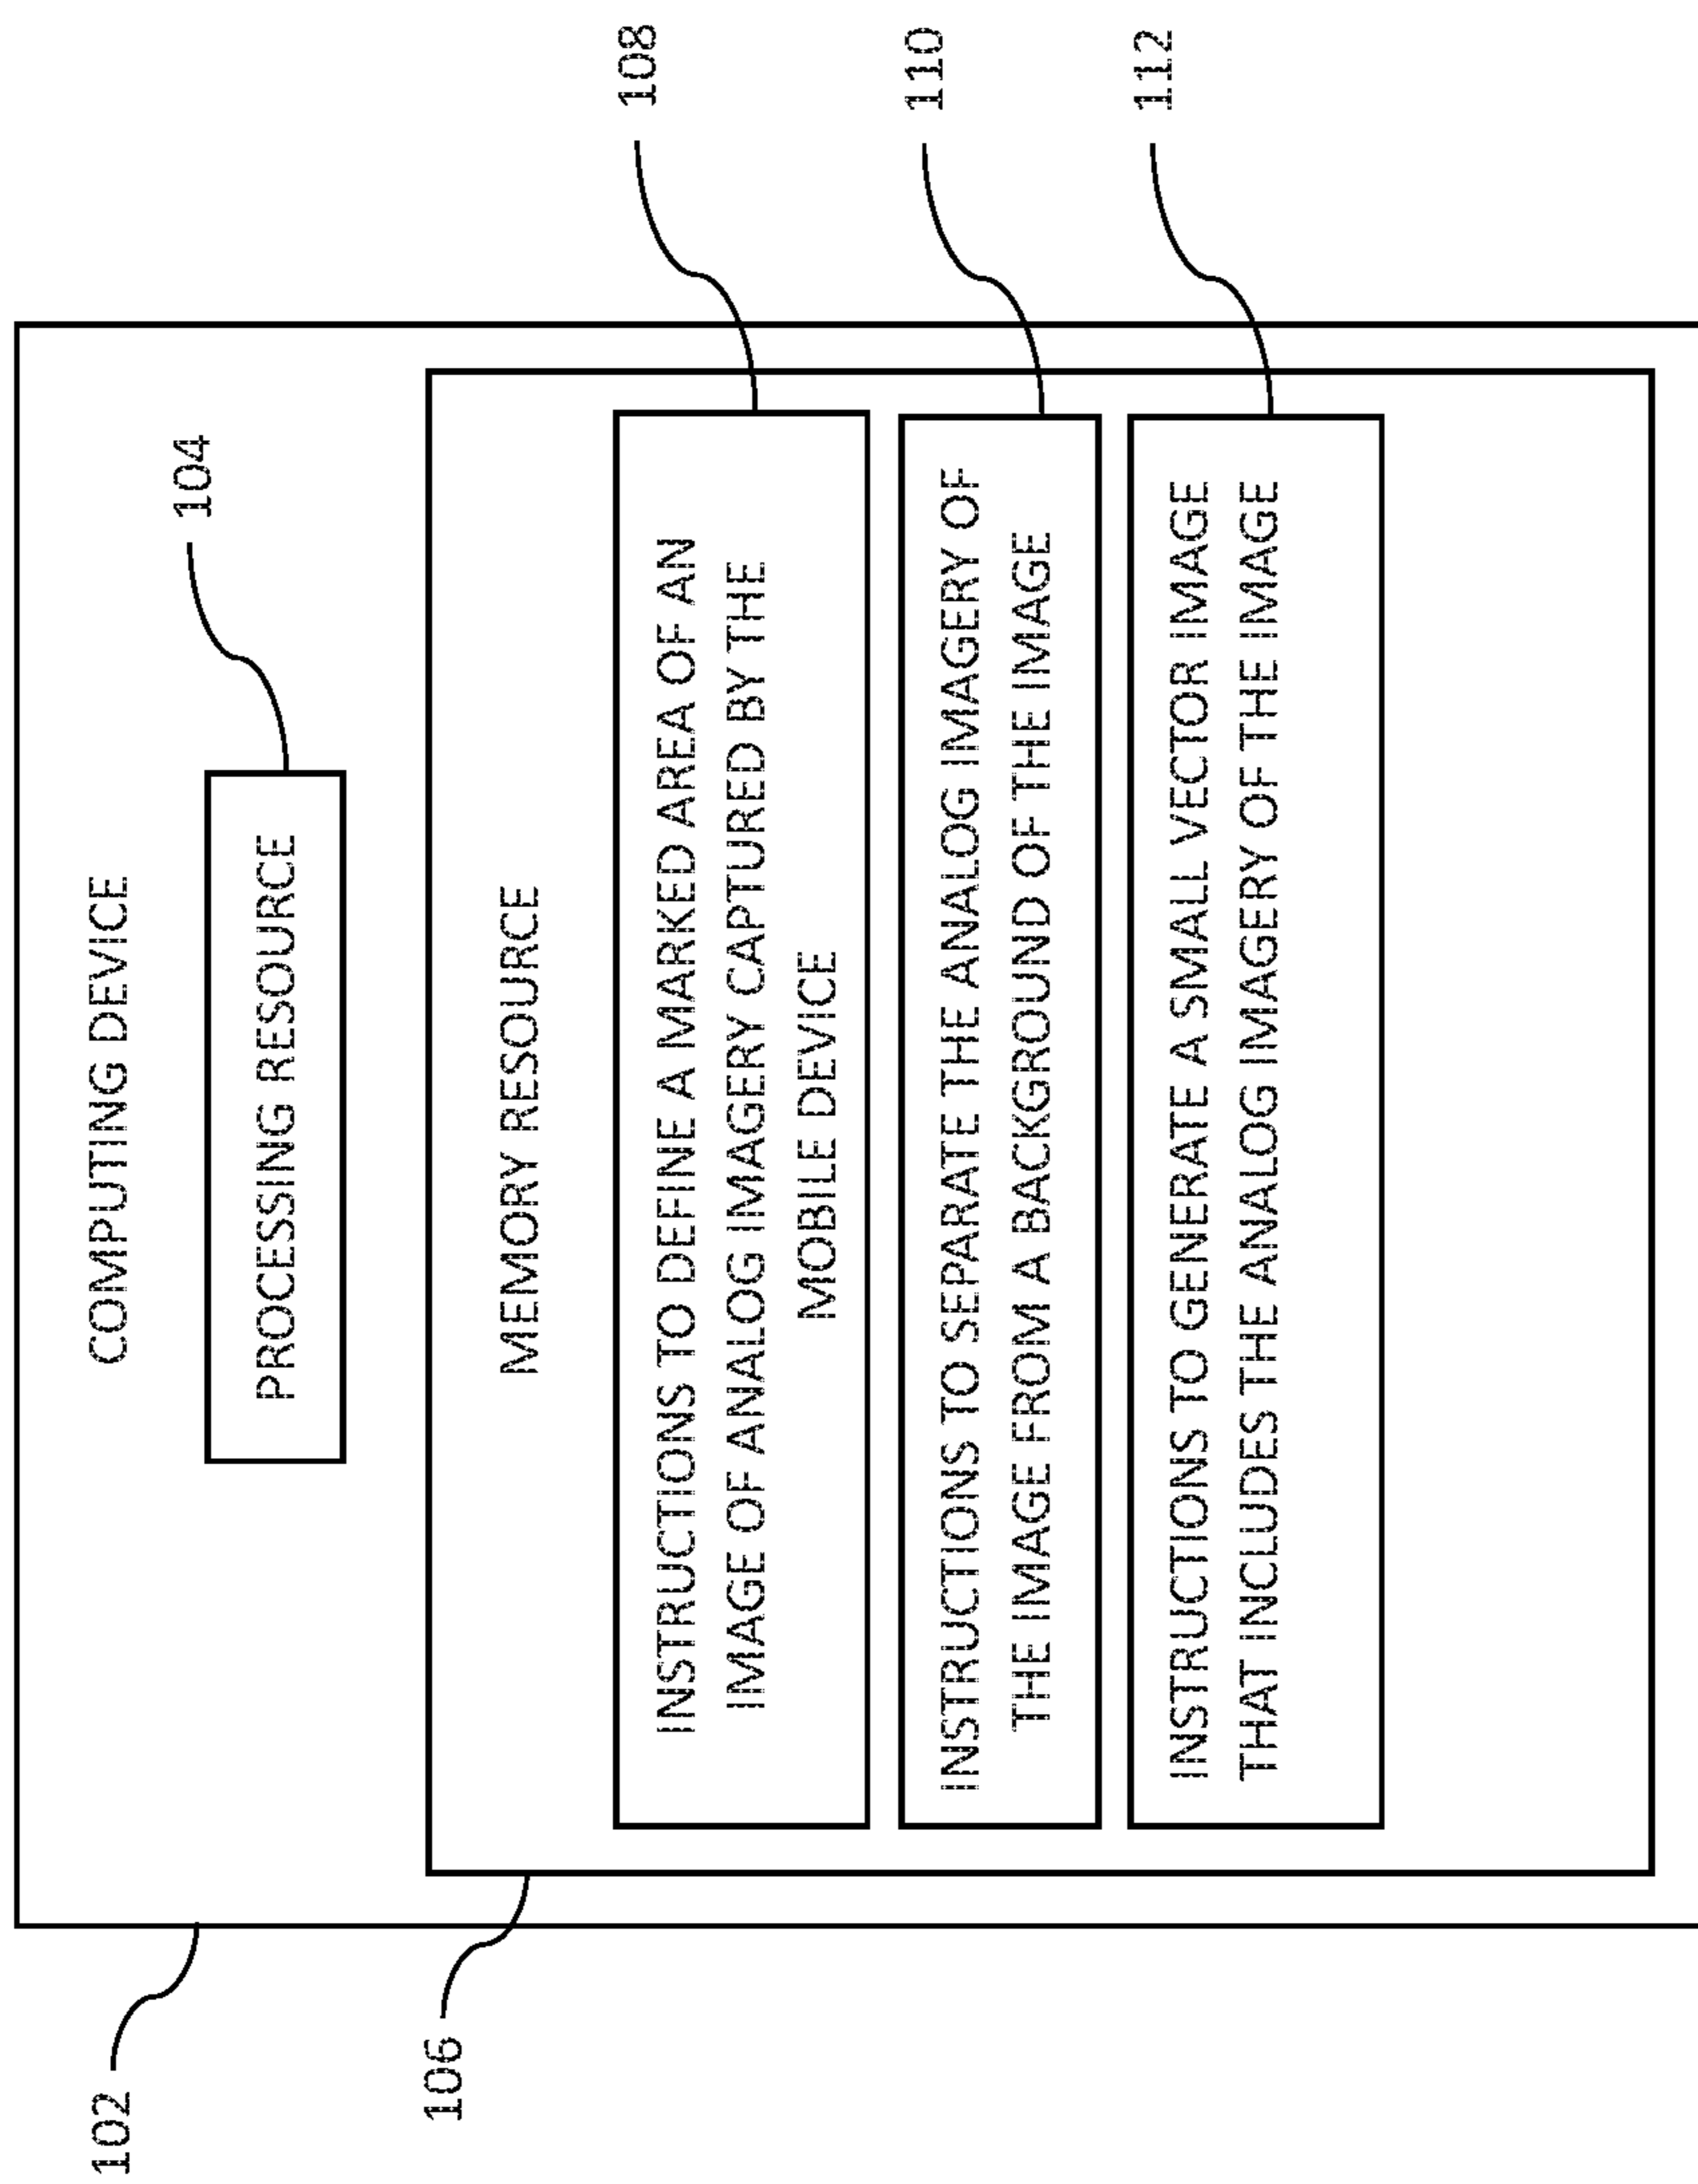 102
COMPUTING DEVICE
104
PROCESSING RESOURCE
106
MEMORY RESOURCE
108
INSTRUCTIONS TO DEFINE A MARKED AREA OF AN
IMAGE OF ANALOG IMAGERY CAPTURED BY THE
MOBILE DEVICE
110
INSTRUCTIONS TO SEPARATE THE ANALOG IMAGERY OF
THE IMAGE FROM A BACKGROUND OF THE IMAGE
112
INSTRUCTIONS TO GENERATE A SMALL VECTOR IMAGE
THAT INCLUDES THE ANALOG IMAGERY OF THE IMAGE